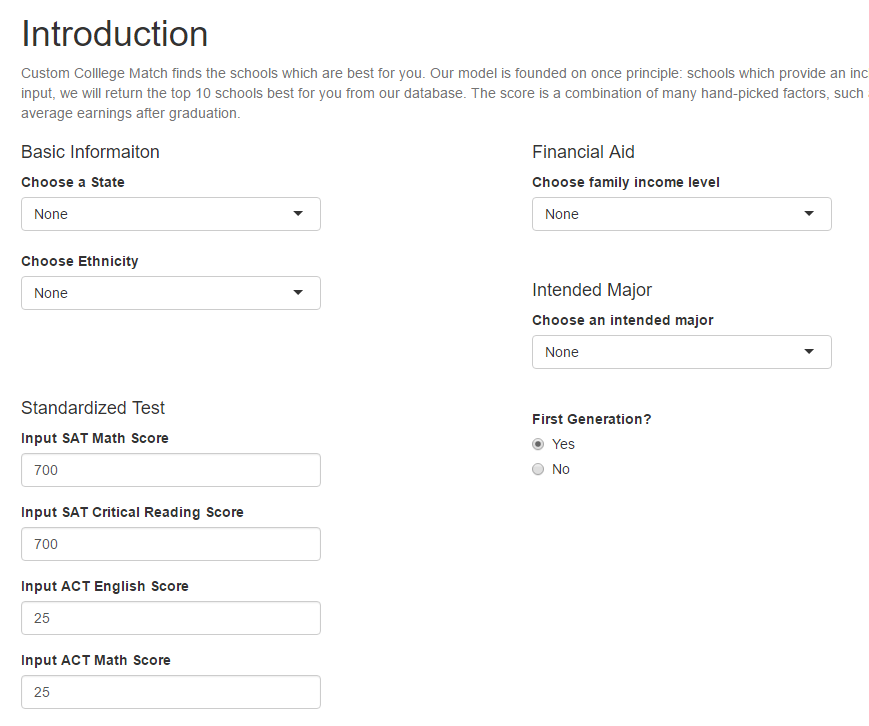 Introduction
Custom Colllege Match finds the schools which are best for you. Our model is founded on once principle: schools which provide an inc
input, we will return the top 10 schools best for you from our database. The score is a combination of many hand-picked factors, such
average earnings after graduation.
Basic Informaiton
Choose a State
None
Choose Ethnicity
None
Standardized Test
Input SAT Math Score
700
Input SAT Critical Reading Score
700
Input ACT English Score
25
Input ACT Math Score
25
Financial Aid
Choose family income level
None
Intended Major
Choose an intended major
None
First Generation?
Yes
No